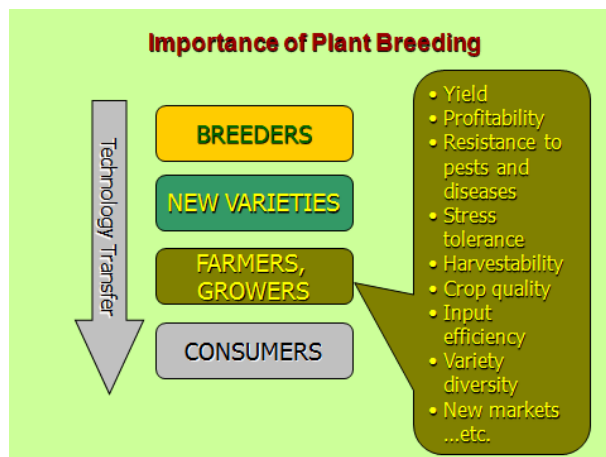 Importance of Plant Breeding
Technology Transfer
BREEDERS
NEW VARIETIES
FARMERS,
GROWERS
CONSUMERS
• Yield
• Profitability
• Resistance to
pests and
diseases
• Stress
tolerance
• Harvestability
• Crop quality
• Input
efficiency
• Variety
diversity
• New markets
...etc.